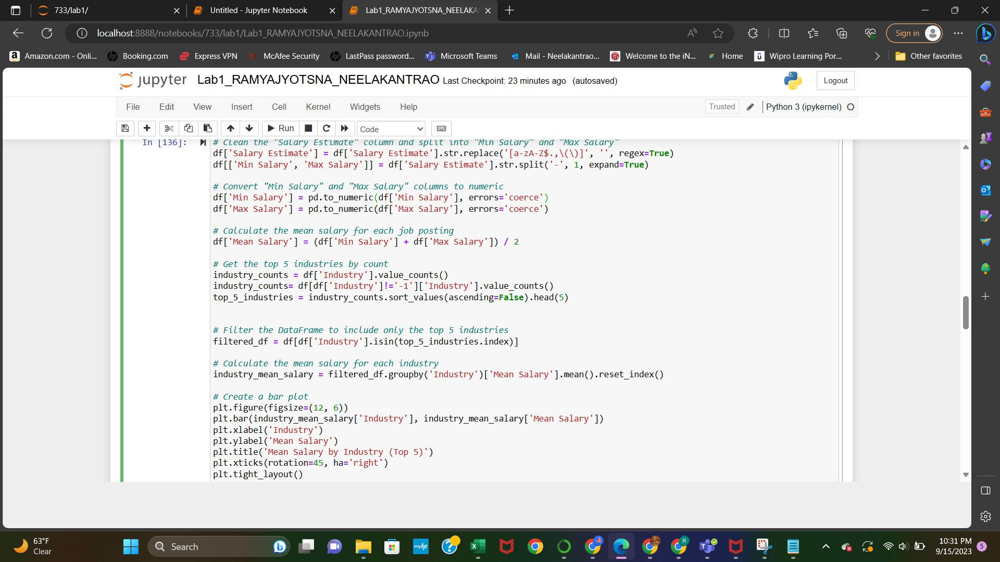 733/lab1/
Untitled - Jupyter Notebook
Lab1_RAMYAJYOTSNA_NEELAKA
localhost:8888/notebooks/733/lab1/Lab1_RAMYAJYOTSNA_NEELAKANTRAO.ipynb
Sign in
Amazon.com - Onli...
Booking.com
Express VPN
McAfee Security
LastPass password...
Microsoft Teams
Mail - Neelakantrao...
Welcome to the iN...
Home
Wipro Learning Por...
Other favorites
jupyter Lab1_RAMYAJYOTSNA_NEELAKANTRAO Last Checkpoint: 23 minutes ago (autosaved)
Logout
File Edit View Insert Cell Kernel Widgets Help
Trusted
Python 3 (ipykernel)
Run
Code
In [136]:
# Clean the "Salary Estimate" column and split into "Min Salary" and "Max Salary"
df['Salary Estimate'] = df['Salary Estimate'].str.replace('[a-zA-Z$.,\(\)]', '', regex=True)
df[['Min Salary', 'Max Salary']] = df['Salary Estimate'].str.split('-', 1, expand=True)
# Convert "Min Salary" and "Max Salary" columns to numeric
df['Min Salary'] = pd.to_numeric(df['Min Salary'], errors='coerce')
df['Max Salary'] = pd.to_numeric(df['Max Salary'], errors='coerce')
# Calculate the mean salary for each job posting
df['Mean Salary'] = (df['Min Salary'] + df['Max Salary']) / 2
# Get the top 5 industries by count
industry_counts = df['Industry'].value_counts()
industry_counts= df[df['Industry']!='-1']['Industry'].value_counts()
top_5_industries = industry_counts.sort_values(ascending=False).head(5)
# Filter the DataFrame to include only the top 5 industries
filtered_df = df[df['Industry'].isin(top_5_industries.index)]
# Calculate the mean salary for each industry
industry_mean_salary = filtered_df.groupby('Industry')['Mean Salary'].mean().reset_index()
# Create a bar plot
plt.figure(figsize=(12, 6))
plt.bar(industry_mean_salary['Industry'], industry_mean_salary['Mean Salary'])
plt.xlabel('Industry')
plt.ylabel('Mean Salary')
plt.title('Mean Salary by Industry (Top 5)')
plt.xticks(rotation=45, ha='right')
plt.tight_layout()
63°F
Clear
Search
myhp
10:31 PM
9/15/2023
5